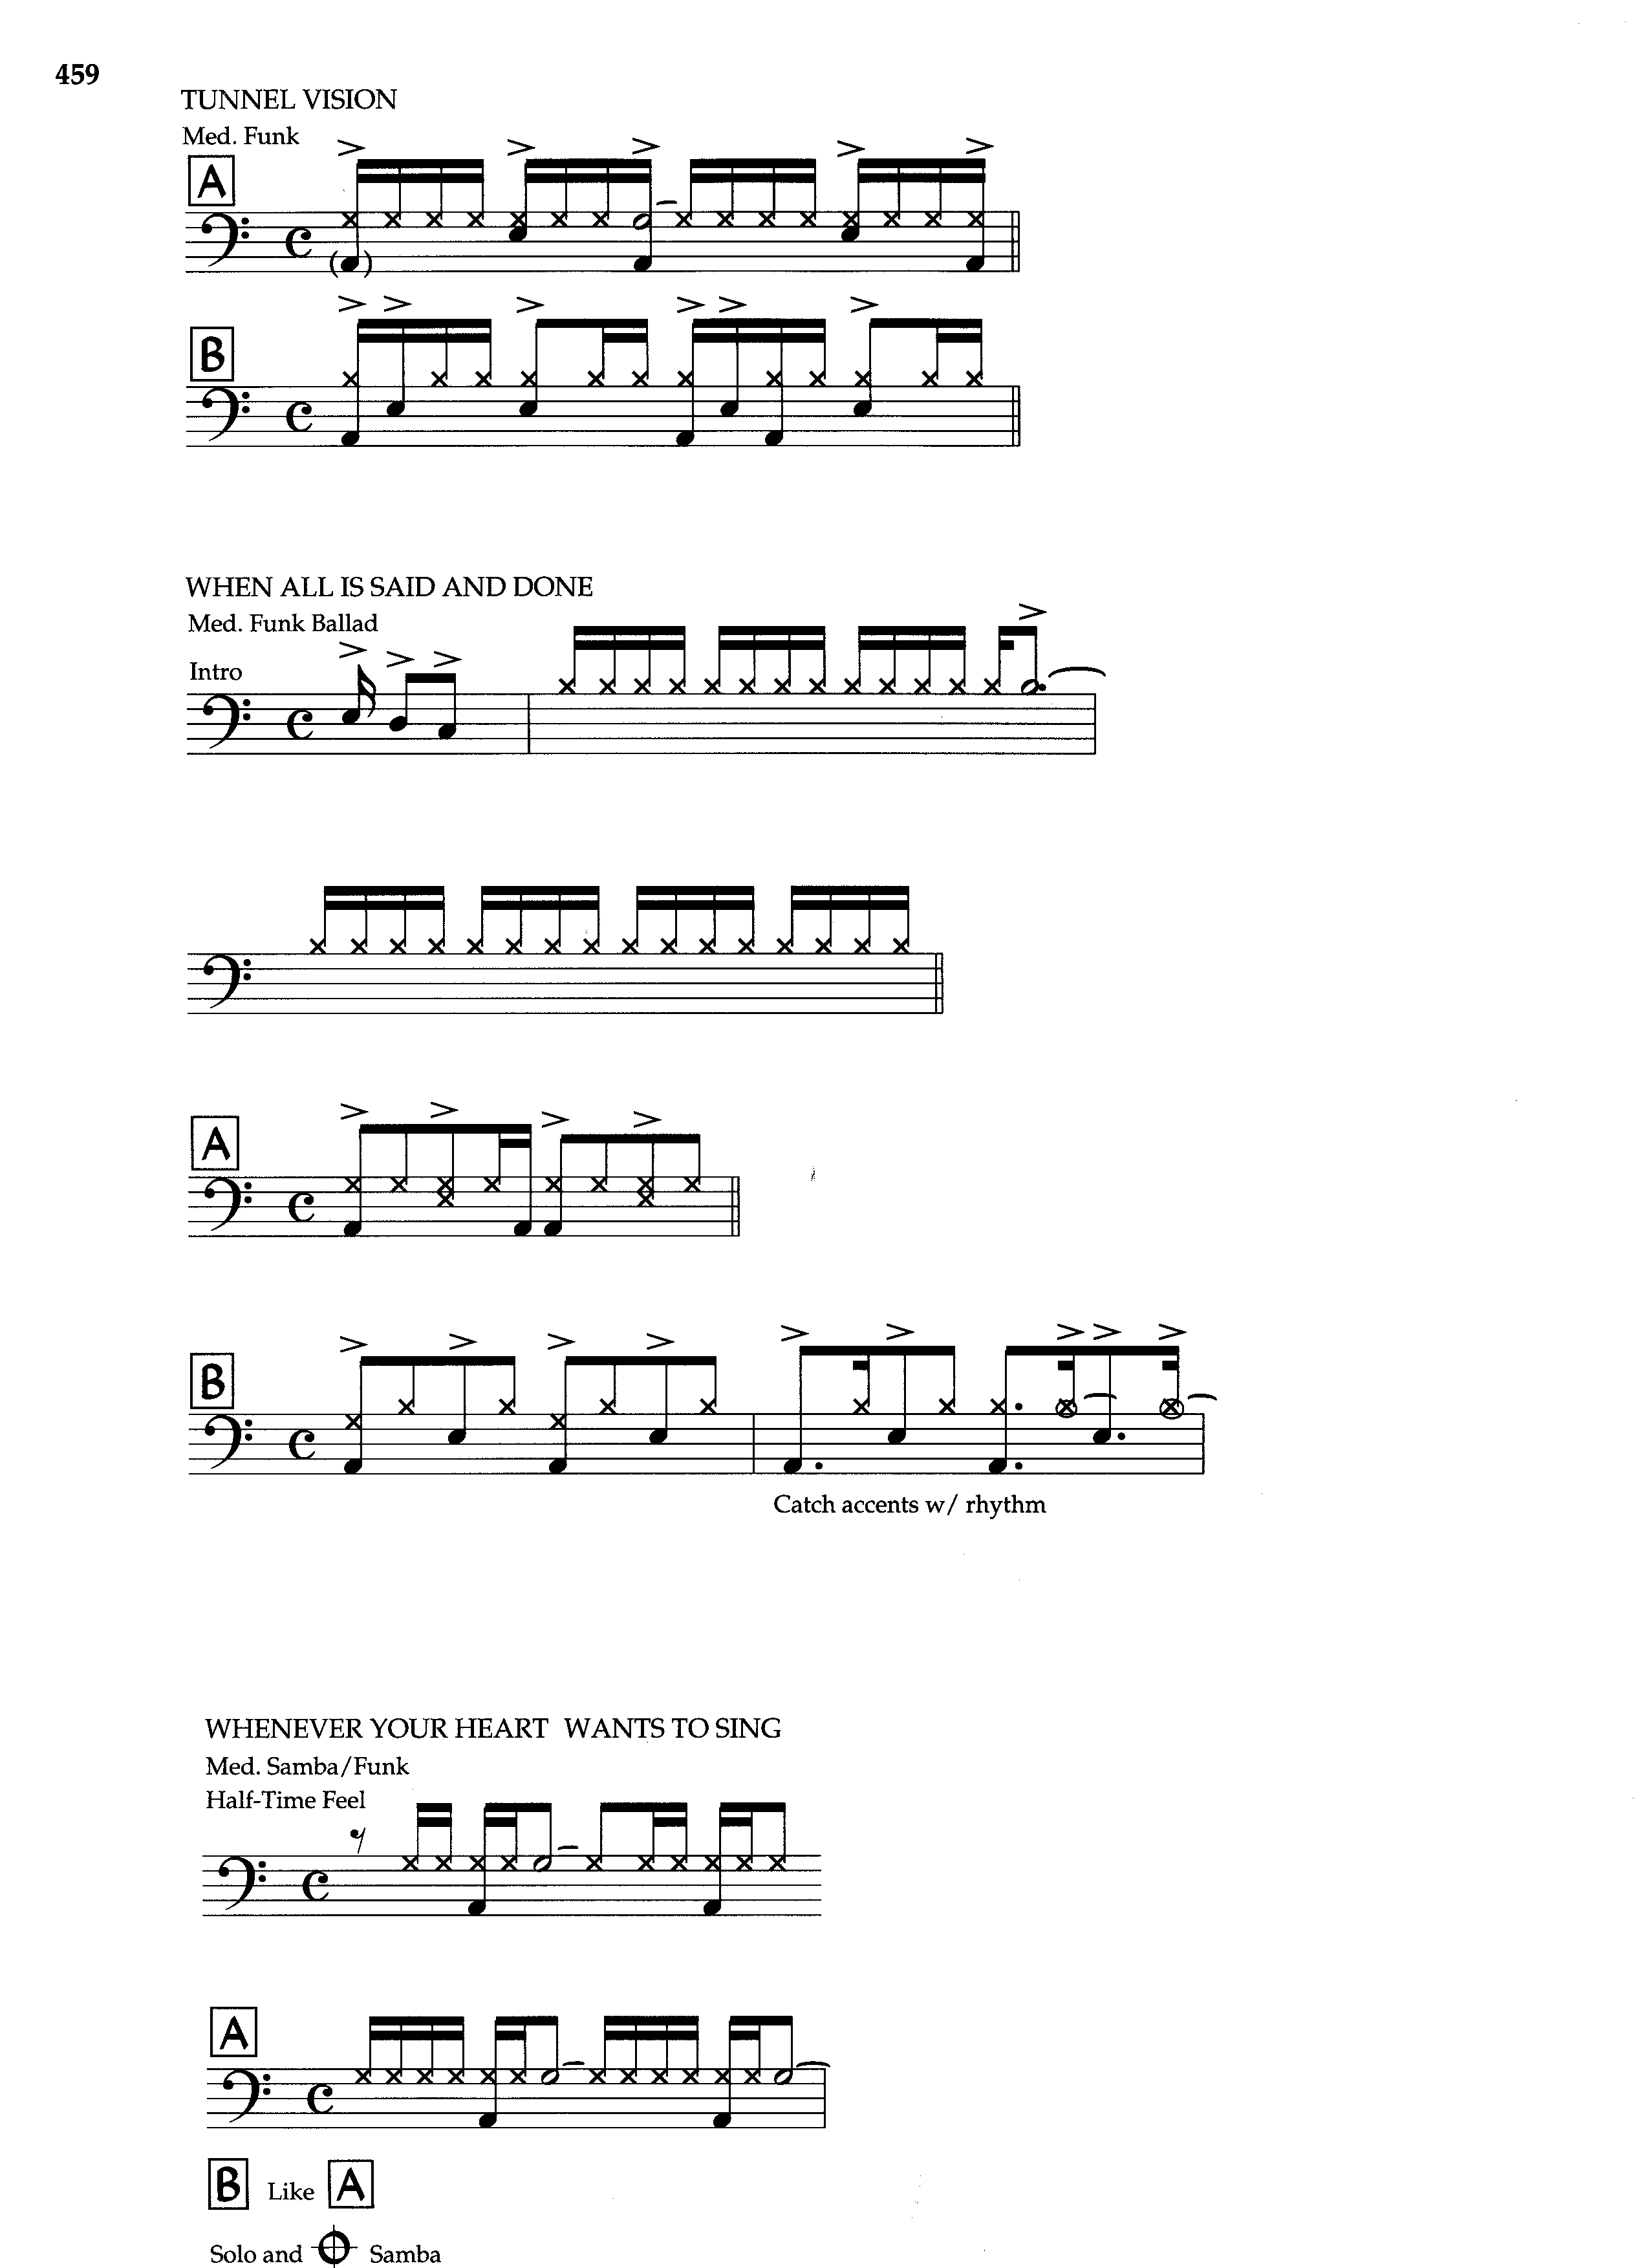 459
TUNNEL VISION
Med. Funk
A
B
WHEN ALL IS SAID AND DONE
Med. Funk Ballad
Intro
A
B
Catch accents w/ rhythm
WHENEVER YOUR HEART WANTS TO SING
Med. Samba/Funk
Half-Time Feel
A
B Like A
Solo and Samba